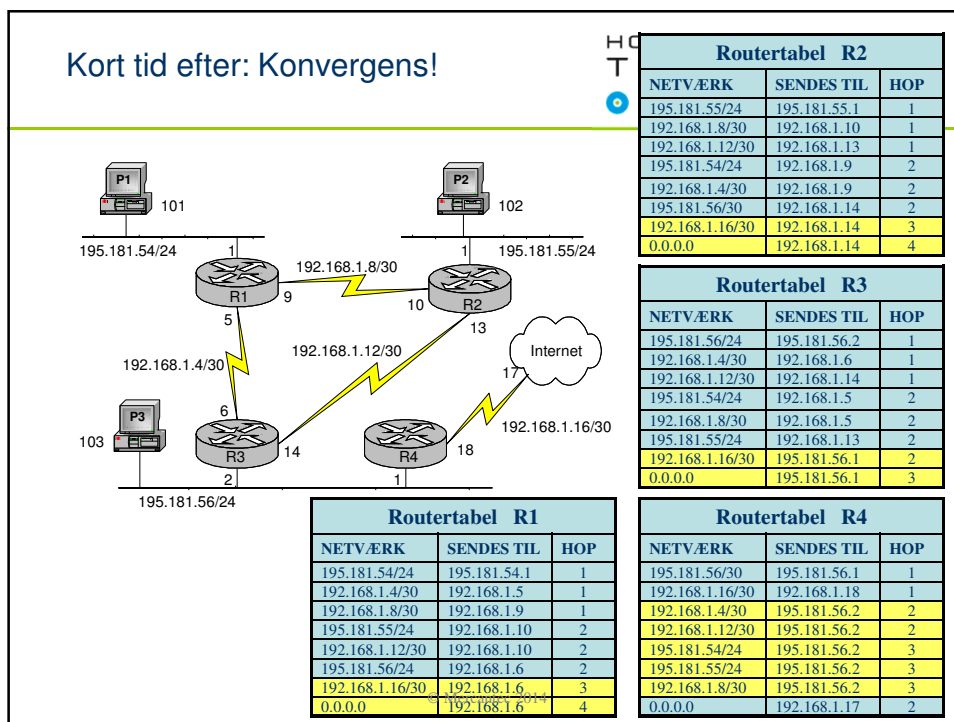 Kort tid efter: Konvergens!
HO
T
Routertabel R2
NETVÆRK SENDES TIL HOP
195.181.55/24 195.181.55.1 1
192.168.1.8/30 192.168.1.10 1
192.168.1.12/30 192.168.1.13 1
195.181.54/24 192.168.1.9 2
192.168.1.4/30 192.168.1.9 2
195.181.56/30 192.168.1.14 2
192.168.1.16/30 192.168.1.14 3
0.0.0.0 192.168.1.14 4
P1
101
P2
102
195.181.54/24
1
1
195.181.55/24
192.168.1.8/30
R1
9
10
R2
5
13
192.168.1.12/30
192.168.1.4/30
Internet
17
P3
103
6
R3
14
R4
18
192.168.1.16/30
2
1
195.181.56/24
Routertabel R3
NETVÆRK SENDES TIL HOP
195.181.56/24 195.181.56.2 1
192.168.1.4/30 192.168.1.6 1
192.168.1.12/30 192.168.1.14 1
195.181.54/24 192.168.1.5 2
192.168.1.8/30 192.168.1.5 2
195.181.55/24 192.168.1.13 2
192.168.1.16/30 195.181.56.1 2
0.0.0.0 195.181.56.1 3
Routertabel R1
NETVÆRK SENDES TIL HOP
195.181.54/24 195.181.54.1 1
192.168.1.4/30 192.168.1.5 1
192.168.1.8/30 192.168.1.9 1
195.181.55/24 192.168.1.10 2
192.168.1.12/30 192.168.1.10 2
195.181.56/24 192.168.1.6 2
192.168.1.16/30 192.168.1.6 3
0.0.0.0 192.168.1.6 4
© Mercantec 2014
Routertabel R4
NETVÆRK SENDES TIL HOP
195.181.56/30 195.181.56.1 1
192.168.1.16/30 192.168.1.18 1
192.168.1.4/30 195.181.56.2 2
192.168.1.12/30 195.181.56.2 2
195.181.54/24 195.181.56.2 3
195.181.55/24 195.181.56.2 3
192.168.1.8/30 195.181.56.2 3
0.0.0.0 192.168.1.17 2